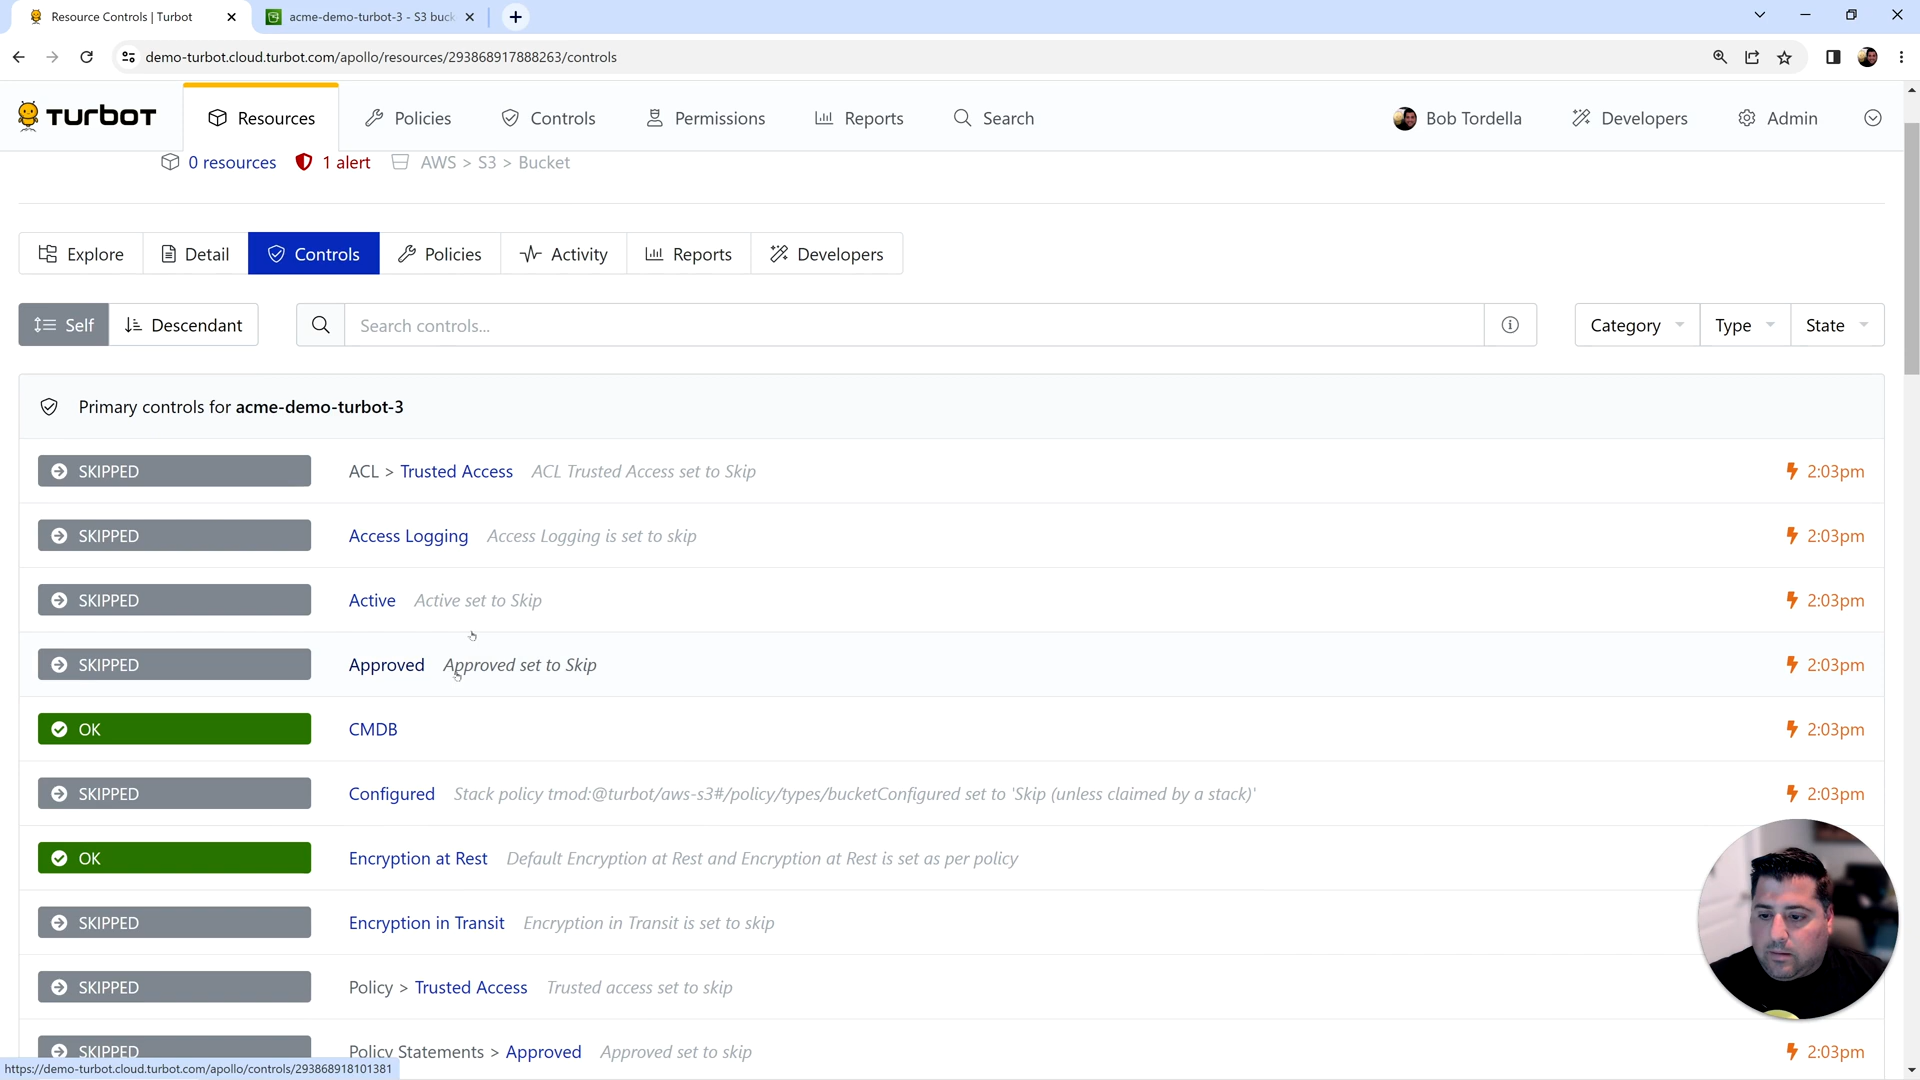 Resource Controls | Turbot
acme-demo-turbot-3 - S3 buck
demo-turbot.cloud.turbot.com/apollo/resources/293868917888263/controls
TURBOT
Resources
Policies
Controls
Permissions
Reports
Search
Bob Tordella
Developers
Admin
0 resources
1 alert
AWS > S3 > Bucket
Explore
Detail
Controls
Policies
Activity
Reports
Developers
Self
Descendant
Search controls...
Category
Type
State
Primary controls for acme-demo-turbot-3
SKIPPED ACL > Trusted Access ACL Trusted Access set to Skip 2:03pm
SKIPPED Access Logging Access Logging is set to skip 2:03pm
SKIPPED Active Active set to Skip 2:03pm
SKIPPED Approved Approved set to Skip 2:03pm
OK CMDB 2:03pm
SKIPPED Configured Stack policy tmod:@turbot/aws-s3#/policy/types/bucketConfigured set to 'Skip (unless claimed by a stack)' 2:03pm
OK Encryption at Rest Default Encryption at Rest and Encryption at Rest is set as per policy
SKIPPED Encryption in Transit Encryption in Transit is set to skip
SKIPPED Policy > Trusted Access Trusted access set to skip
SKIPPED Policy Statements > Approved Approved set to skip 2:03pm
https://demo-turbot.cloud.turbot.com/apollo/controls/293868918101381